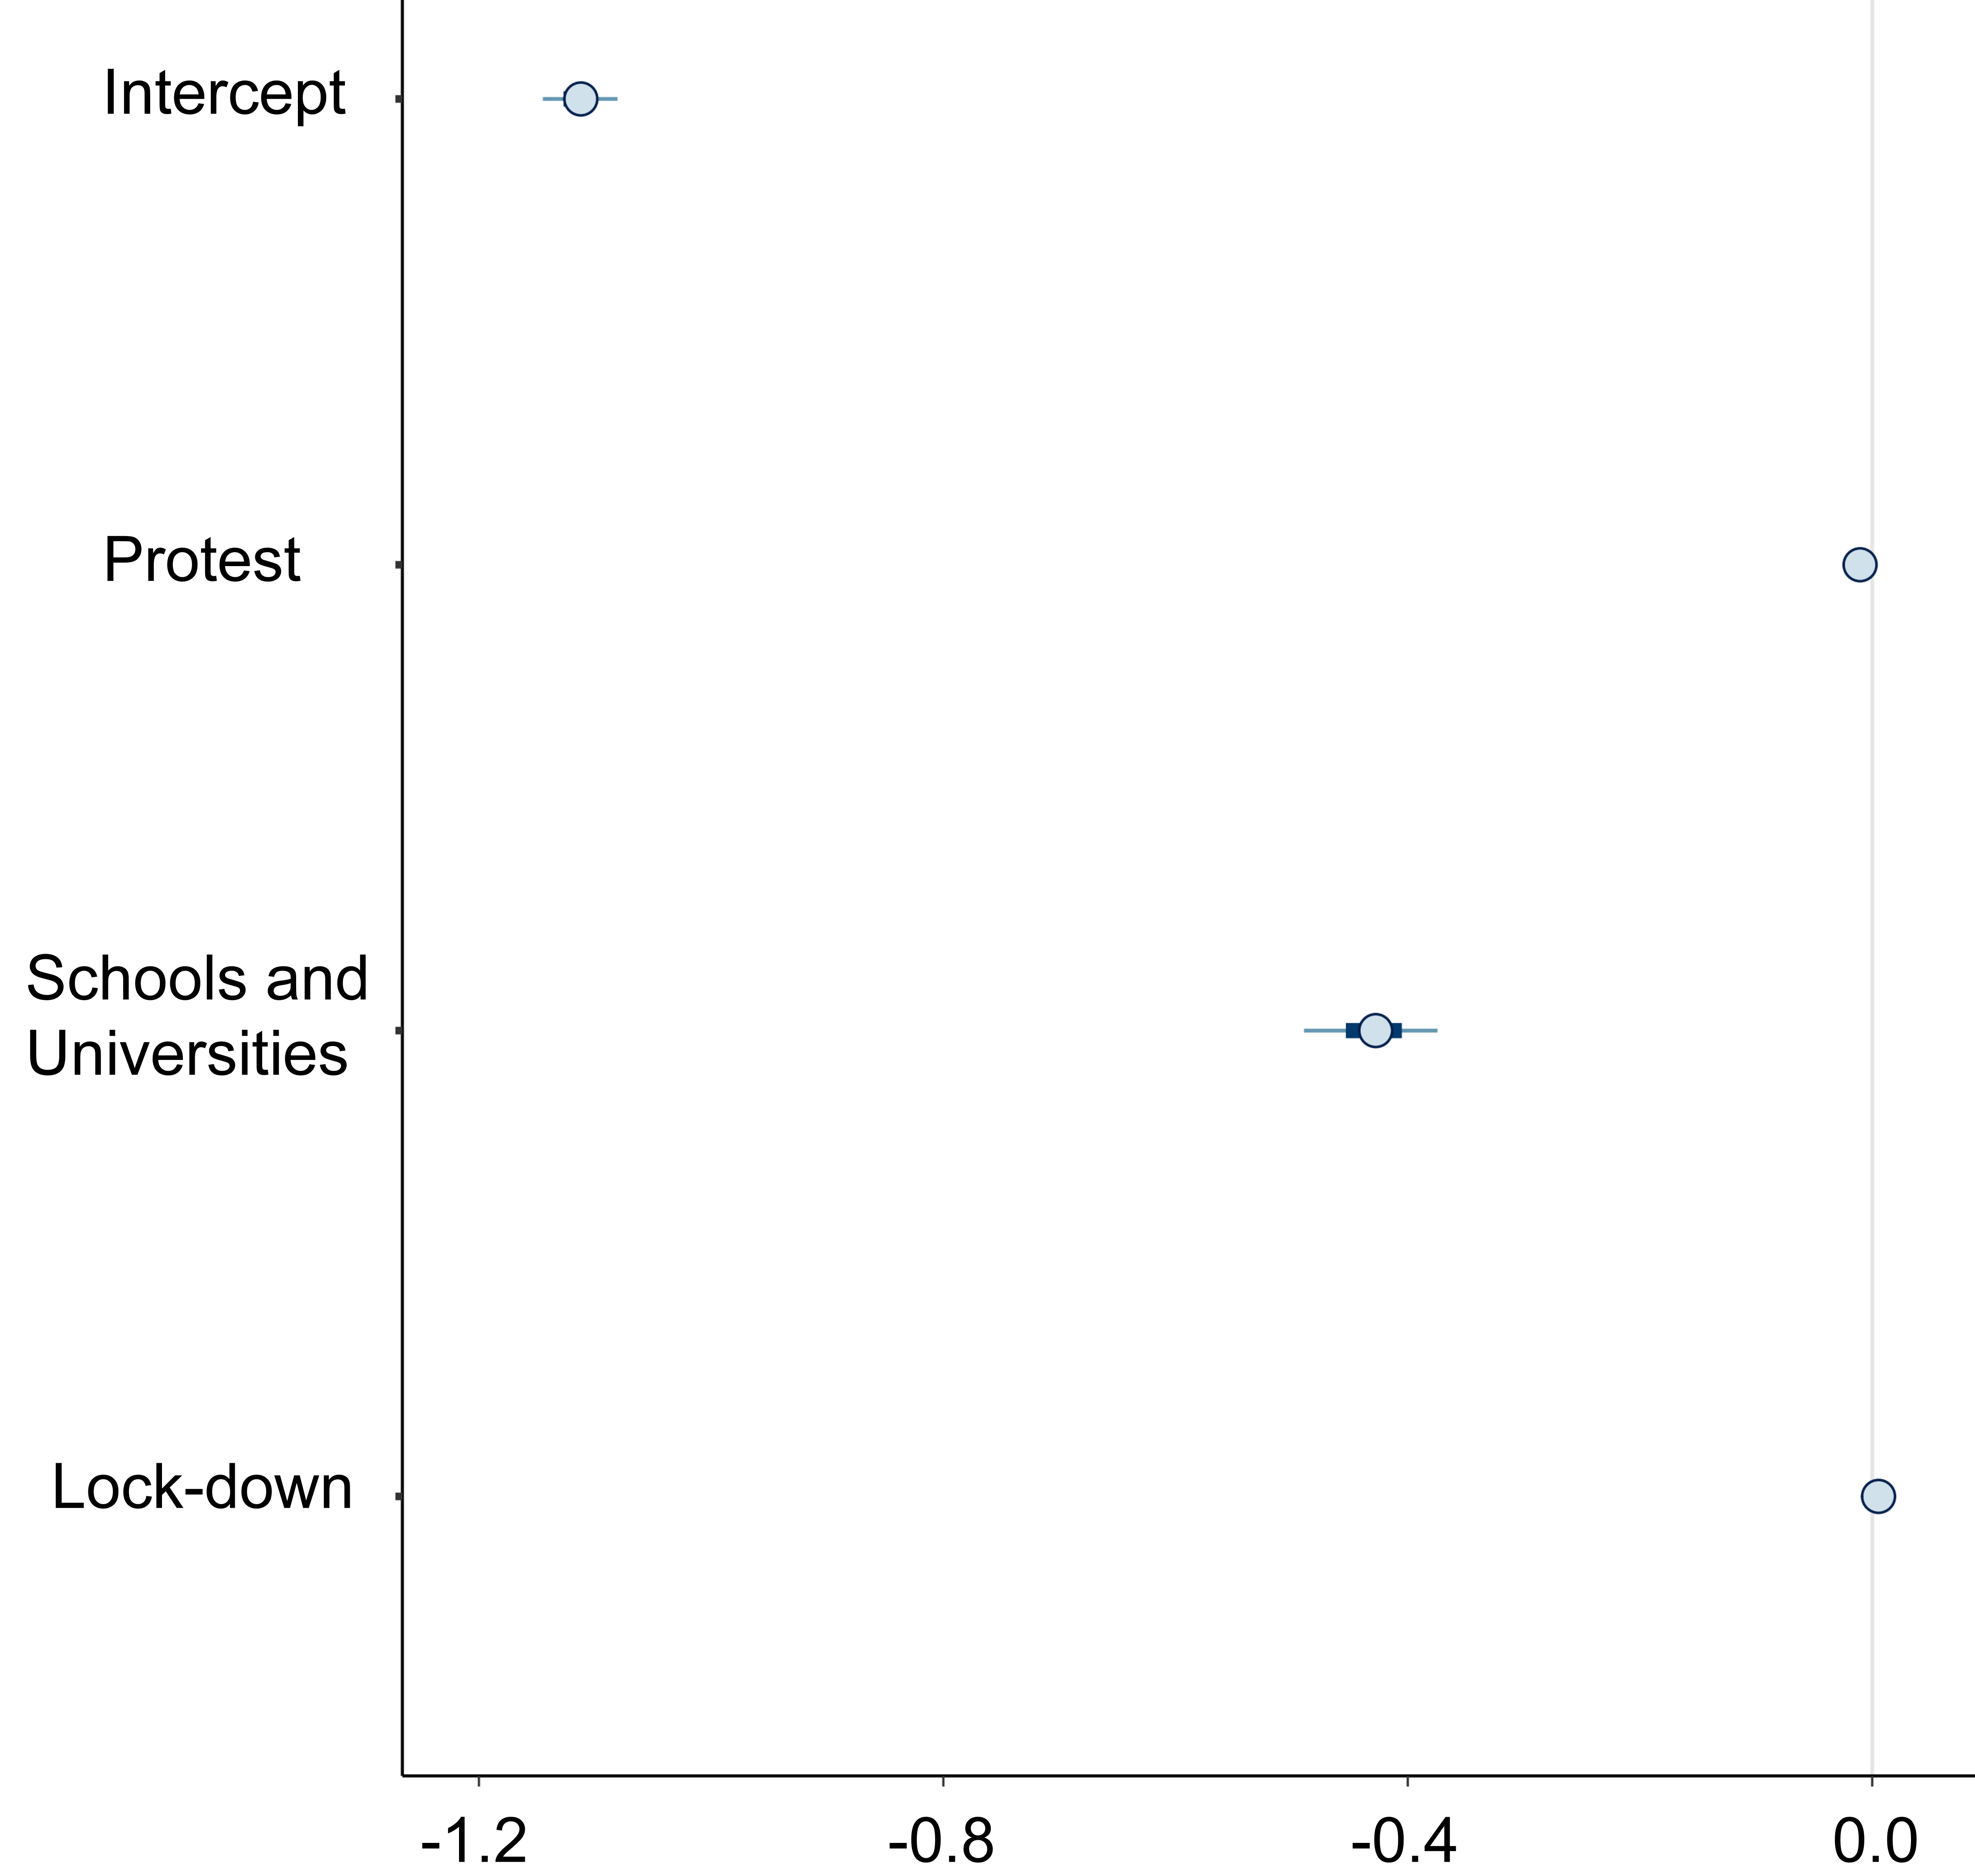 Intercept
Protest
Schools and
Universities
Lock-down
-1.2 -0.8 -0.4 0.0